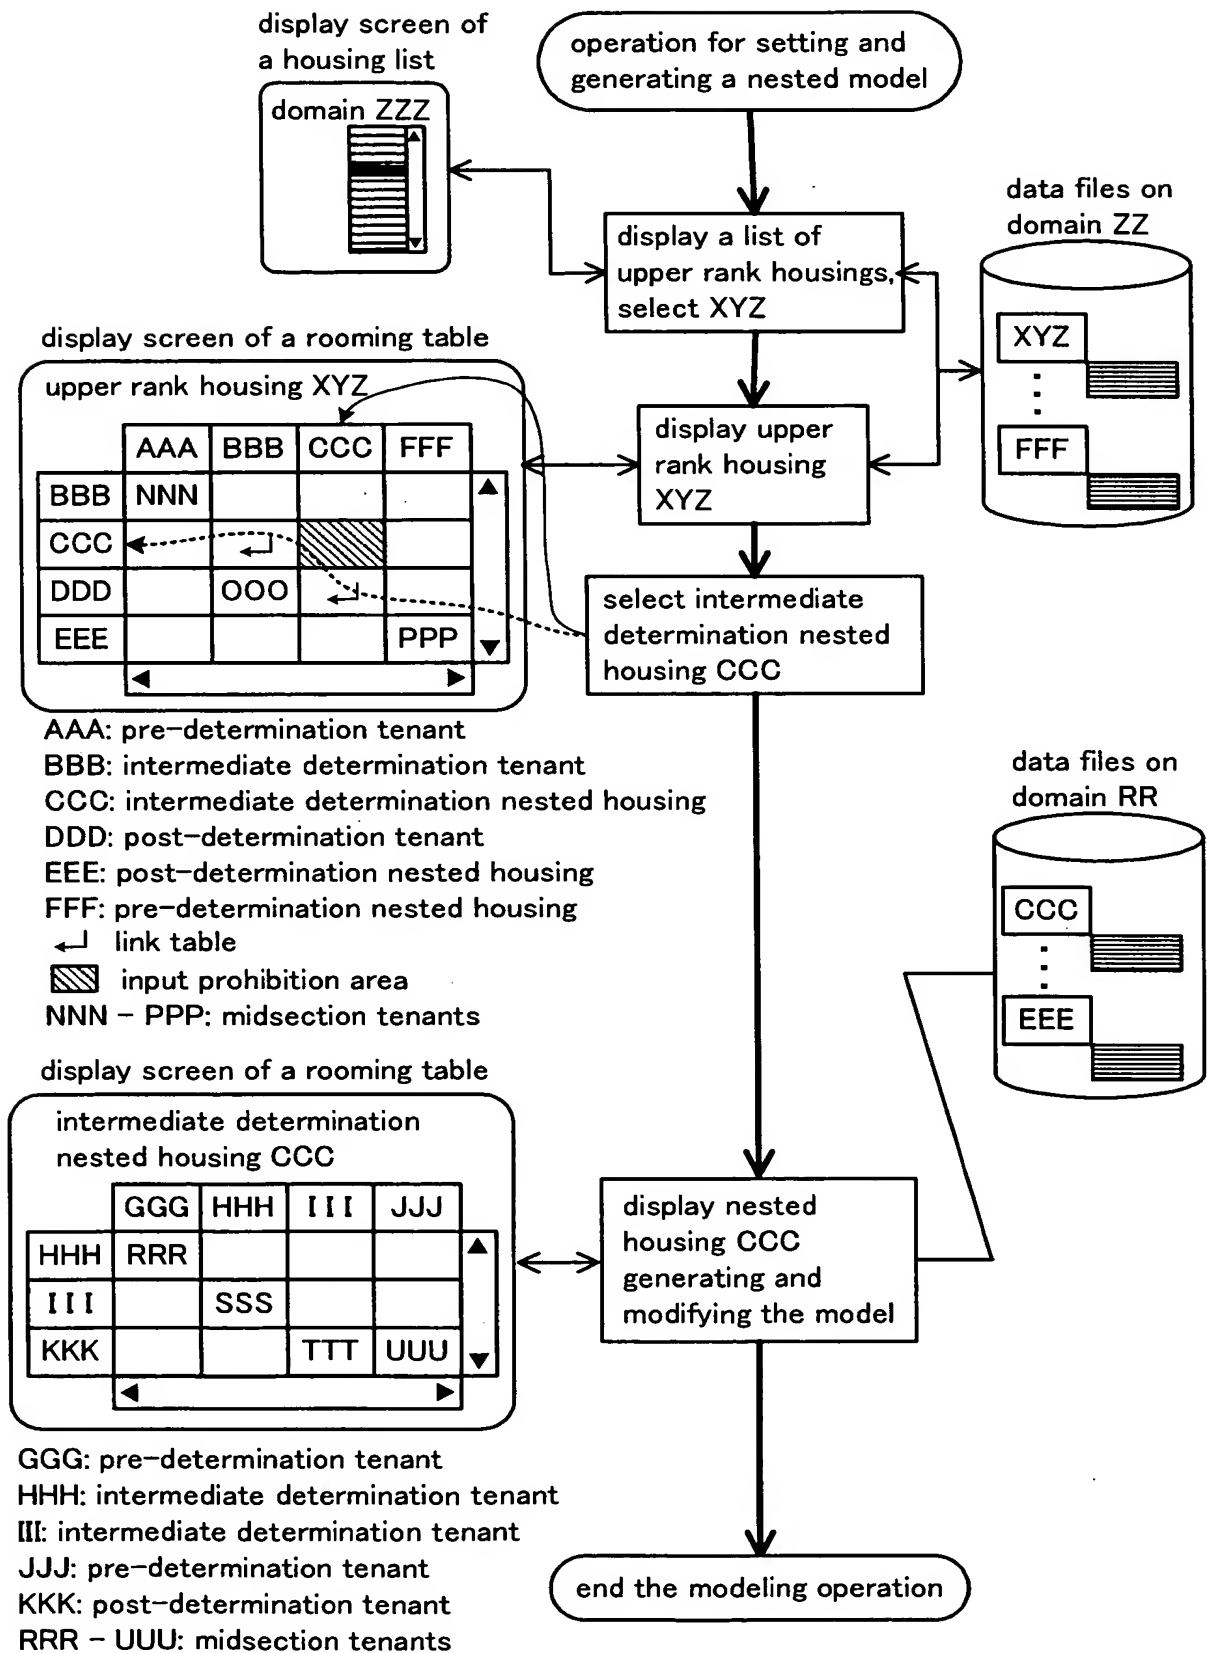 display screen of
a housing list
domain ZZZ
operation for setting and
generating a nested model
display a list of
upper rank housings,
select XYZ
data files on
domain ZZ
XYZ
FFF
display screen of a rooming table
upper rank housing XYZ
AAA BBB CCC FFF
BBB NNN
CCC
DDD OOO
EEE PPP
display upper
rank housing
XYZ
select intermediate
determination nested
housing CCC
AAA: pre-determination tenant
BBB: intermediate determination tenant
CCC: intermediate determination nested housing
DDD: post-determination tenant
EEE: post-determination nested housing
FFF: pre-determination nested housing
link table
input prohibition area
NNN - PPP: midsection tenants
data files on
domain RR
CCC
EEE
display screen of a rooming table
intermediate determination
nested housing CCC
GGG HHH III JJJ
HHH RRR
III SSS
KKK TTT UUU
display nested
housing CCC
generating and
modifying the model
GGG: pre-determination tenant
HHH: intermediate determination tenant
III: intermediate determination tenant
JJJ: pre-determination tenant
KKK: post-determination tenant
RRR - UUU: midsection tenants
end the modeling operation